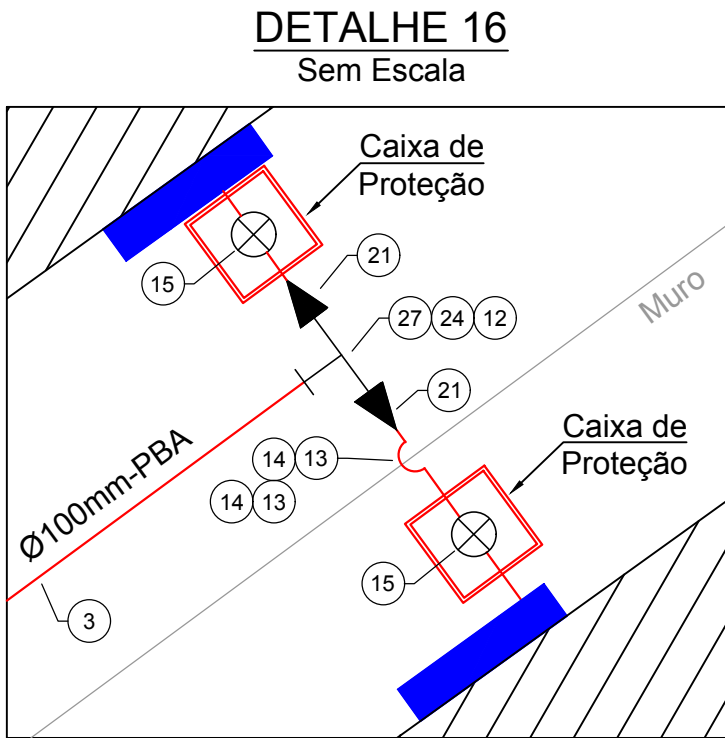 DETALHE 16
Sem Escala
Caixa de
Proteção
21
15
27 24 12
Muro
21
Caixa de
Proteção
14 13
14 13
Ø100mm-PBA
15
3